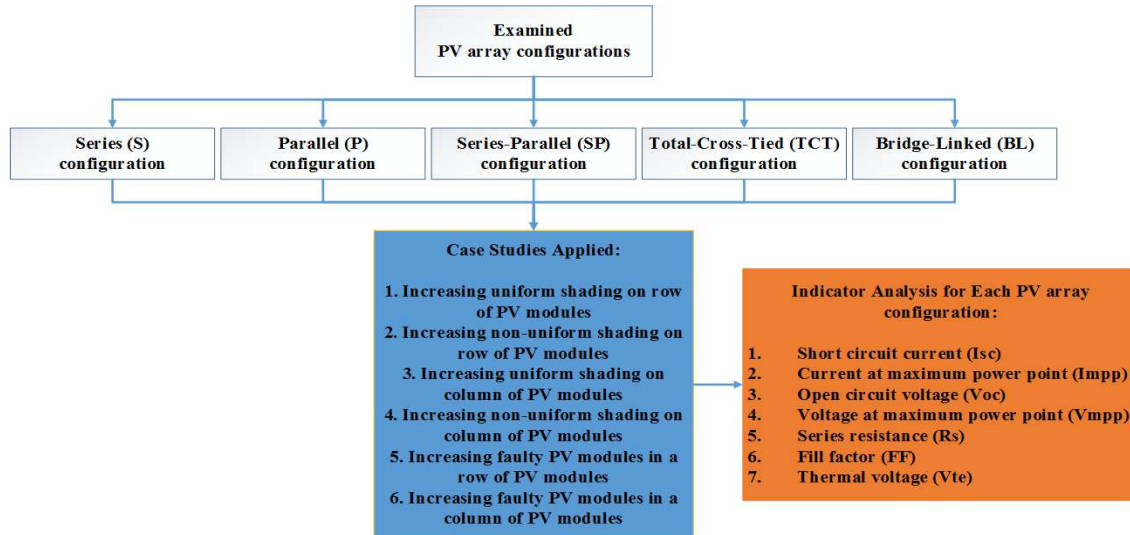 Examined
PV array configurations
Series (S)
configuration
Parallel (P)
configuration
Series-Parallel (SP)
configuration
Total-Cross-Tied (TCT)
configuration
Bridge-Linked (BL)
configuration
Case Studies Applied:
1. Increasing uniform shading on row
of PV modules
2. Increasing non-uniform shading on
row of PV modules
3. Increasing uniform shading on
column of PV modules
4. Increasing non-uniform shading on
column of PV modules
5. Increasing faulty PV modules in a
row of PV modules
6. Increasing faulty PV modules in a
column of PV modules
Indicator Analysis for Each PV array
configuration:
1. Short circuit current (Isc)
2. Current at maximum power point (Impp)
3. Open circuit voltage (Voc)
4. Voltage at maximum power point (Vmpp)
5. Series resistance (Rs)
6. Fill factor (FF)
7. Thermal voltage (Vte)